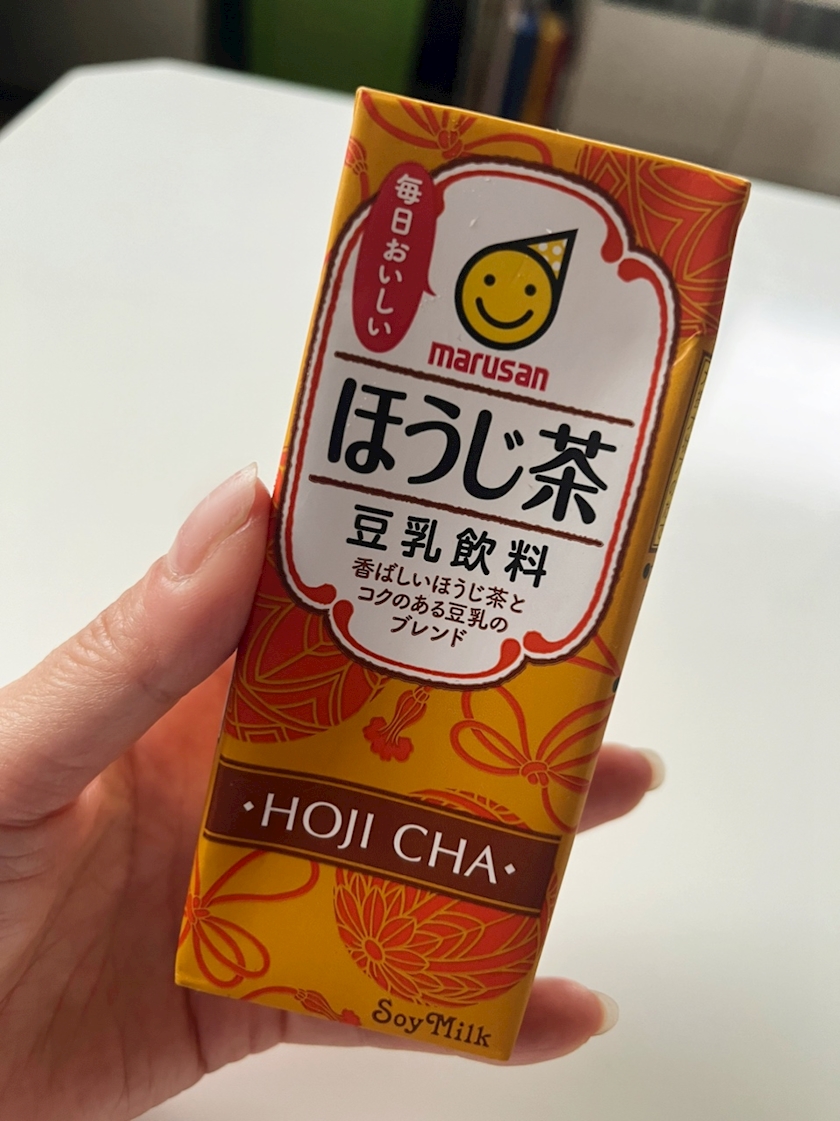 毎日おいしい
marusan
ほうじ茶
豆乳飲料
香ばしいほうじ茶と
コクのある豆乳の
ブレンド
HOJI CHA
Soy Milk